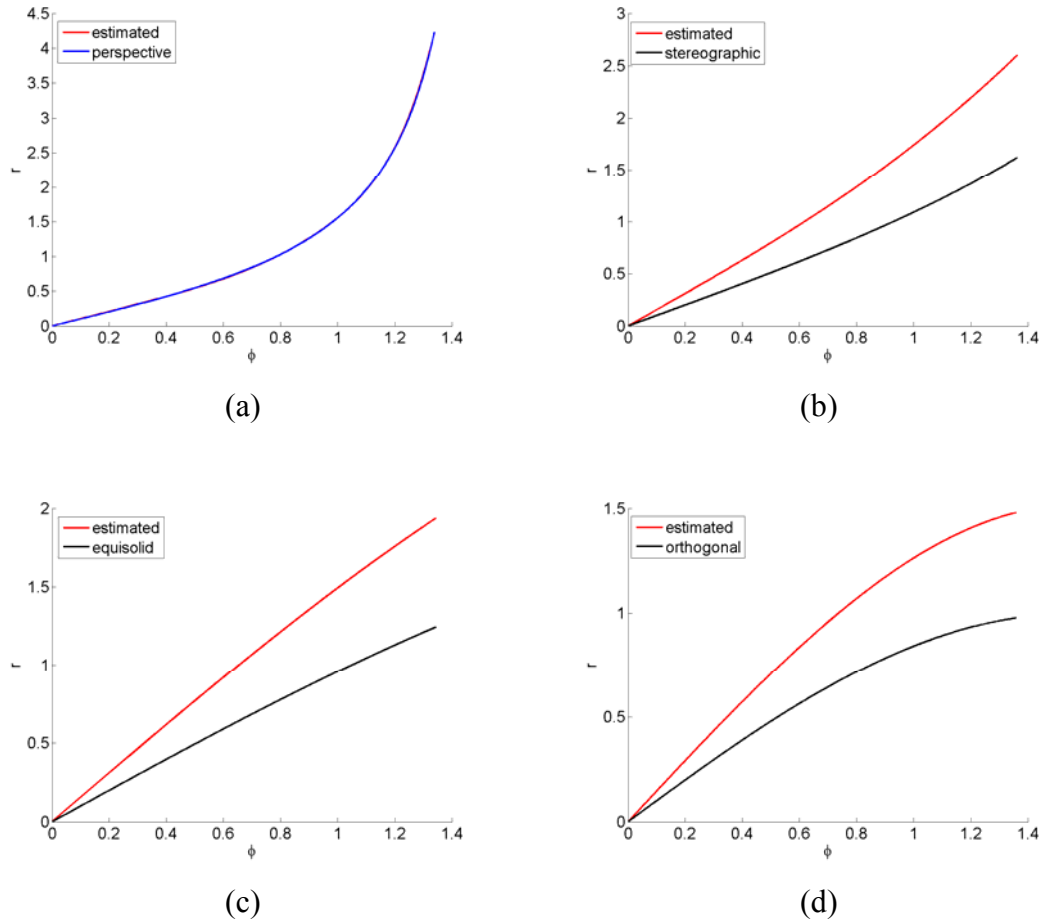 4.5
4
3.5
3
2.5
2
1.5
1
0.5
0
r
estimated
perspective
0 0.2 0.4 0.6 0.8 1 1.2 1.4
ϕ
(a)
3
2.5
2
1.5
1
0.5
0
r
estimated
stereographic
0 0.2 0.4 0.6 0.8 1 1.2 1.4
ϕ
(b)
2
1.5
1
0.5
0
r
estimated
equisolid
0 0.2 0.4 0.6 0.8 1 1.2 1.4
ϕ
(c)
1.5
1
0.5
0
r
estimated
orthogonal
0 0.2 0.4 0.6 0.8 1 1.2 1.4
ϕ
(d)